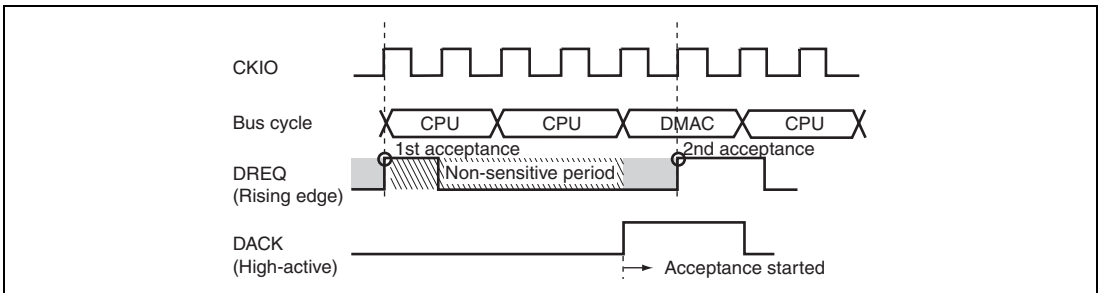 CKIO
Bus cycle CPU CPU DMAC CPU
1st acceptance 2nd acceptance
DREQ Non-sensitive period
(Rising edge)
DACK
(High-active) Acceptance started